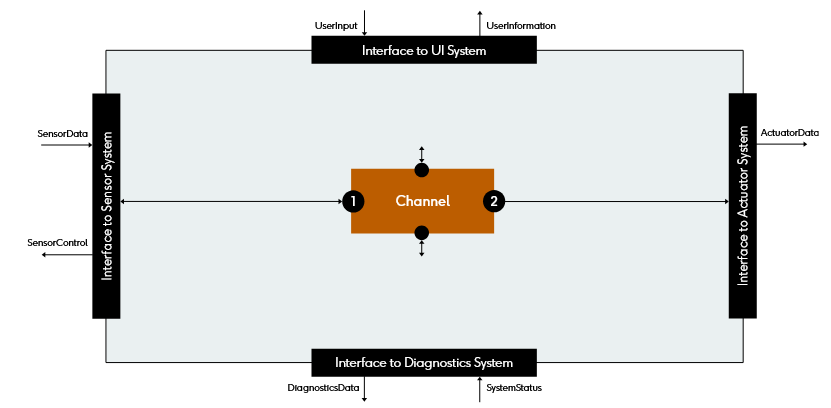 UserInput
UserInformation
Interface to UI System
SensorData
ActuatorData
Interface to Sensor System
1
Channel
2
Interface to Actuator System
SensorControl
Interface to Diagnostics System
DiagnosticsData
SystemStatus